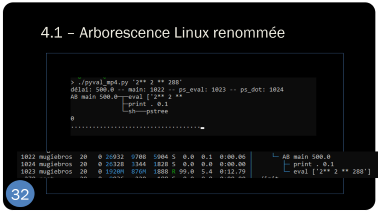 4.1 – Arborescence Linux renommée
> ./pyval_mp4.py '2** 2 ** 288'
délai: 500.0 -- main: 1022 -- ps_eval: 1023 -- ps_dot: 1024
A8 main 500.0─┬─eval ['2** 2 **
├─print . 0.1
└─sh───pstree
0
1022 mugiebros 20 0 26932 9708 5904 S 0.0 0.1 0:00.06 │ └─ A8 main 500.0
1024 mugiebros 20 0 26328 3344 1828 S 0.0 0.0 0:00.00 │ ├─ print . 0.1
1023 mugiebros 20 0 1920M 876M 1888 R 99.0 5.4 0:12.79 │ └─ eval ['2** 2 ** 288']
32